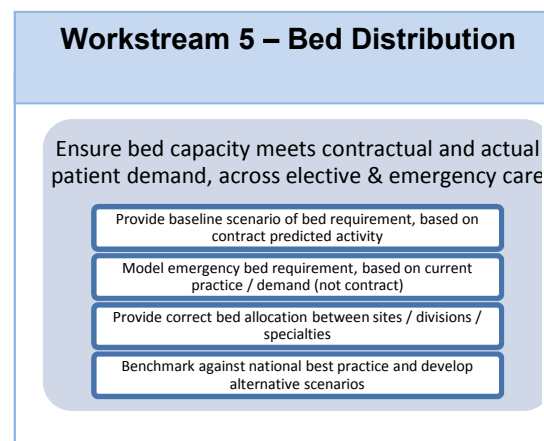 Workstream 5 – Bed Distribution
Ensure bed capacity meets contractual and actual
patient demand, across elective & emergency care
Provide baseline scenario of bed requirement, based on
contract predicted activity
Model emergency bed requirement, based on current
practice / demand (not contract)
Provide correct bed allocation between sites / divisions /
specialties
Benchmark against national best practice and develop
alternative scenarios